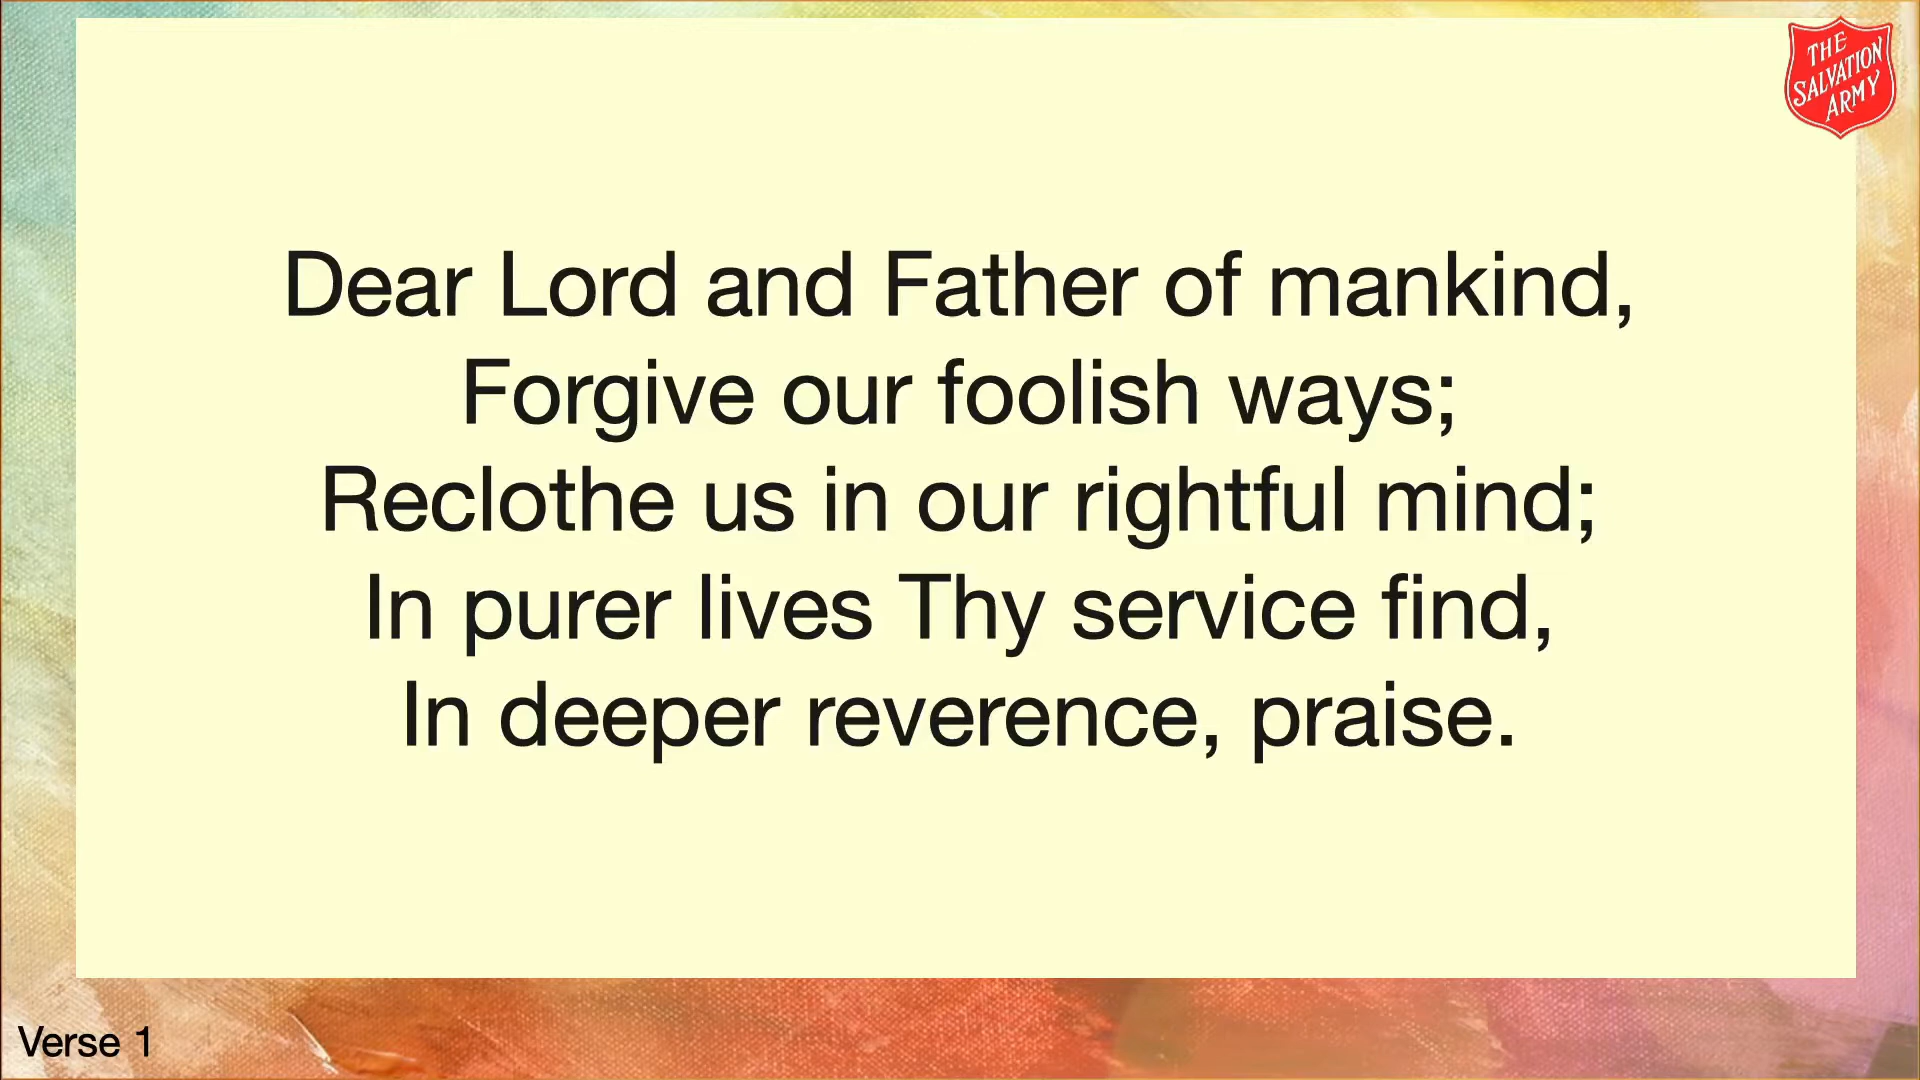 THE
SALVATION
ARMY
Dear Lord and Father of mankind,
Forgive our foolish ways;
Reclothe us in our rightful mind;
In purer lives Thy service find,
In deeper reverence, praise.
Verse 1